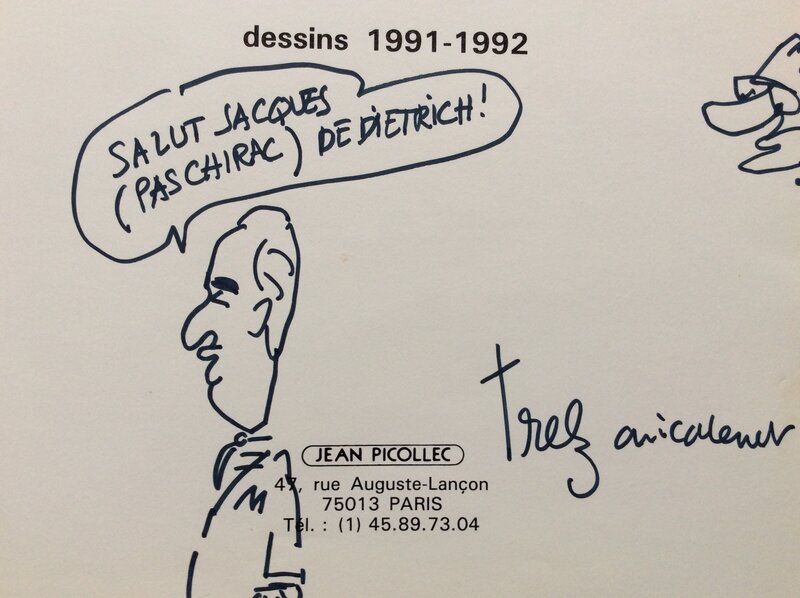 dessins 1991-1992
SALUT JACQUES
(PAS CHIRAC) DE DIETRICH!
trez amicalement
JEAN PICOLLEC
47, rue Auguste-Lançon
75013 PARIS
Tél. : (1) 45.89.73.04